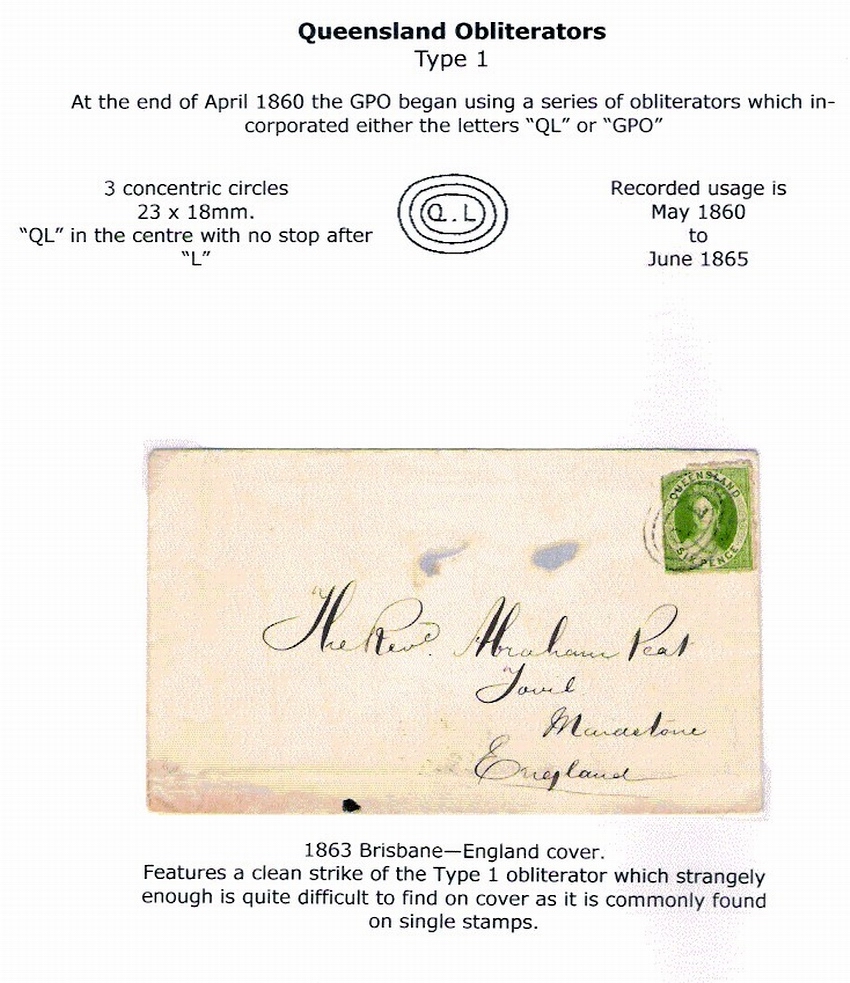 Queensland Obliterators
Type 1
At the end of April 1860 the GPO began using a series of obliterators which in-
corporated either the letters “QL” or “GPO”
3 concentric circles
23 x 18mm.
“QL” in the centre with no stop after
“L”
Q.L
Recorded usage is
May 1860
to
June 1865
QUEENSLAND
SIX PENCE
The Revd. Abraham Peat
Tovil
Maidstone
England
1863 Brisbane—England cover.
Features a clean strike of the Type 1 obliterator which strangely
enough is quite difficult to find on cover as it is commonly found
on single stamps.